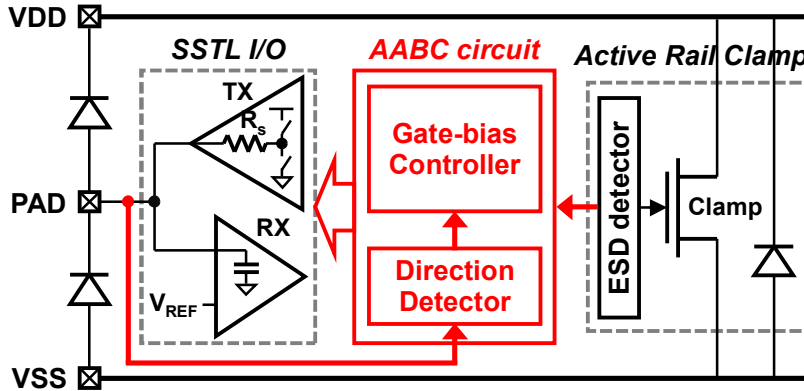 VDD
SSTL I/O
AABC circuit
Active Rail Clamp
TX
Rs
Gate-bias
Controller
ESD detector
Clamp
PAD
RX
VREF
Direction
Detector
VSS